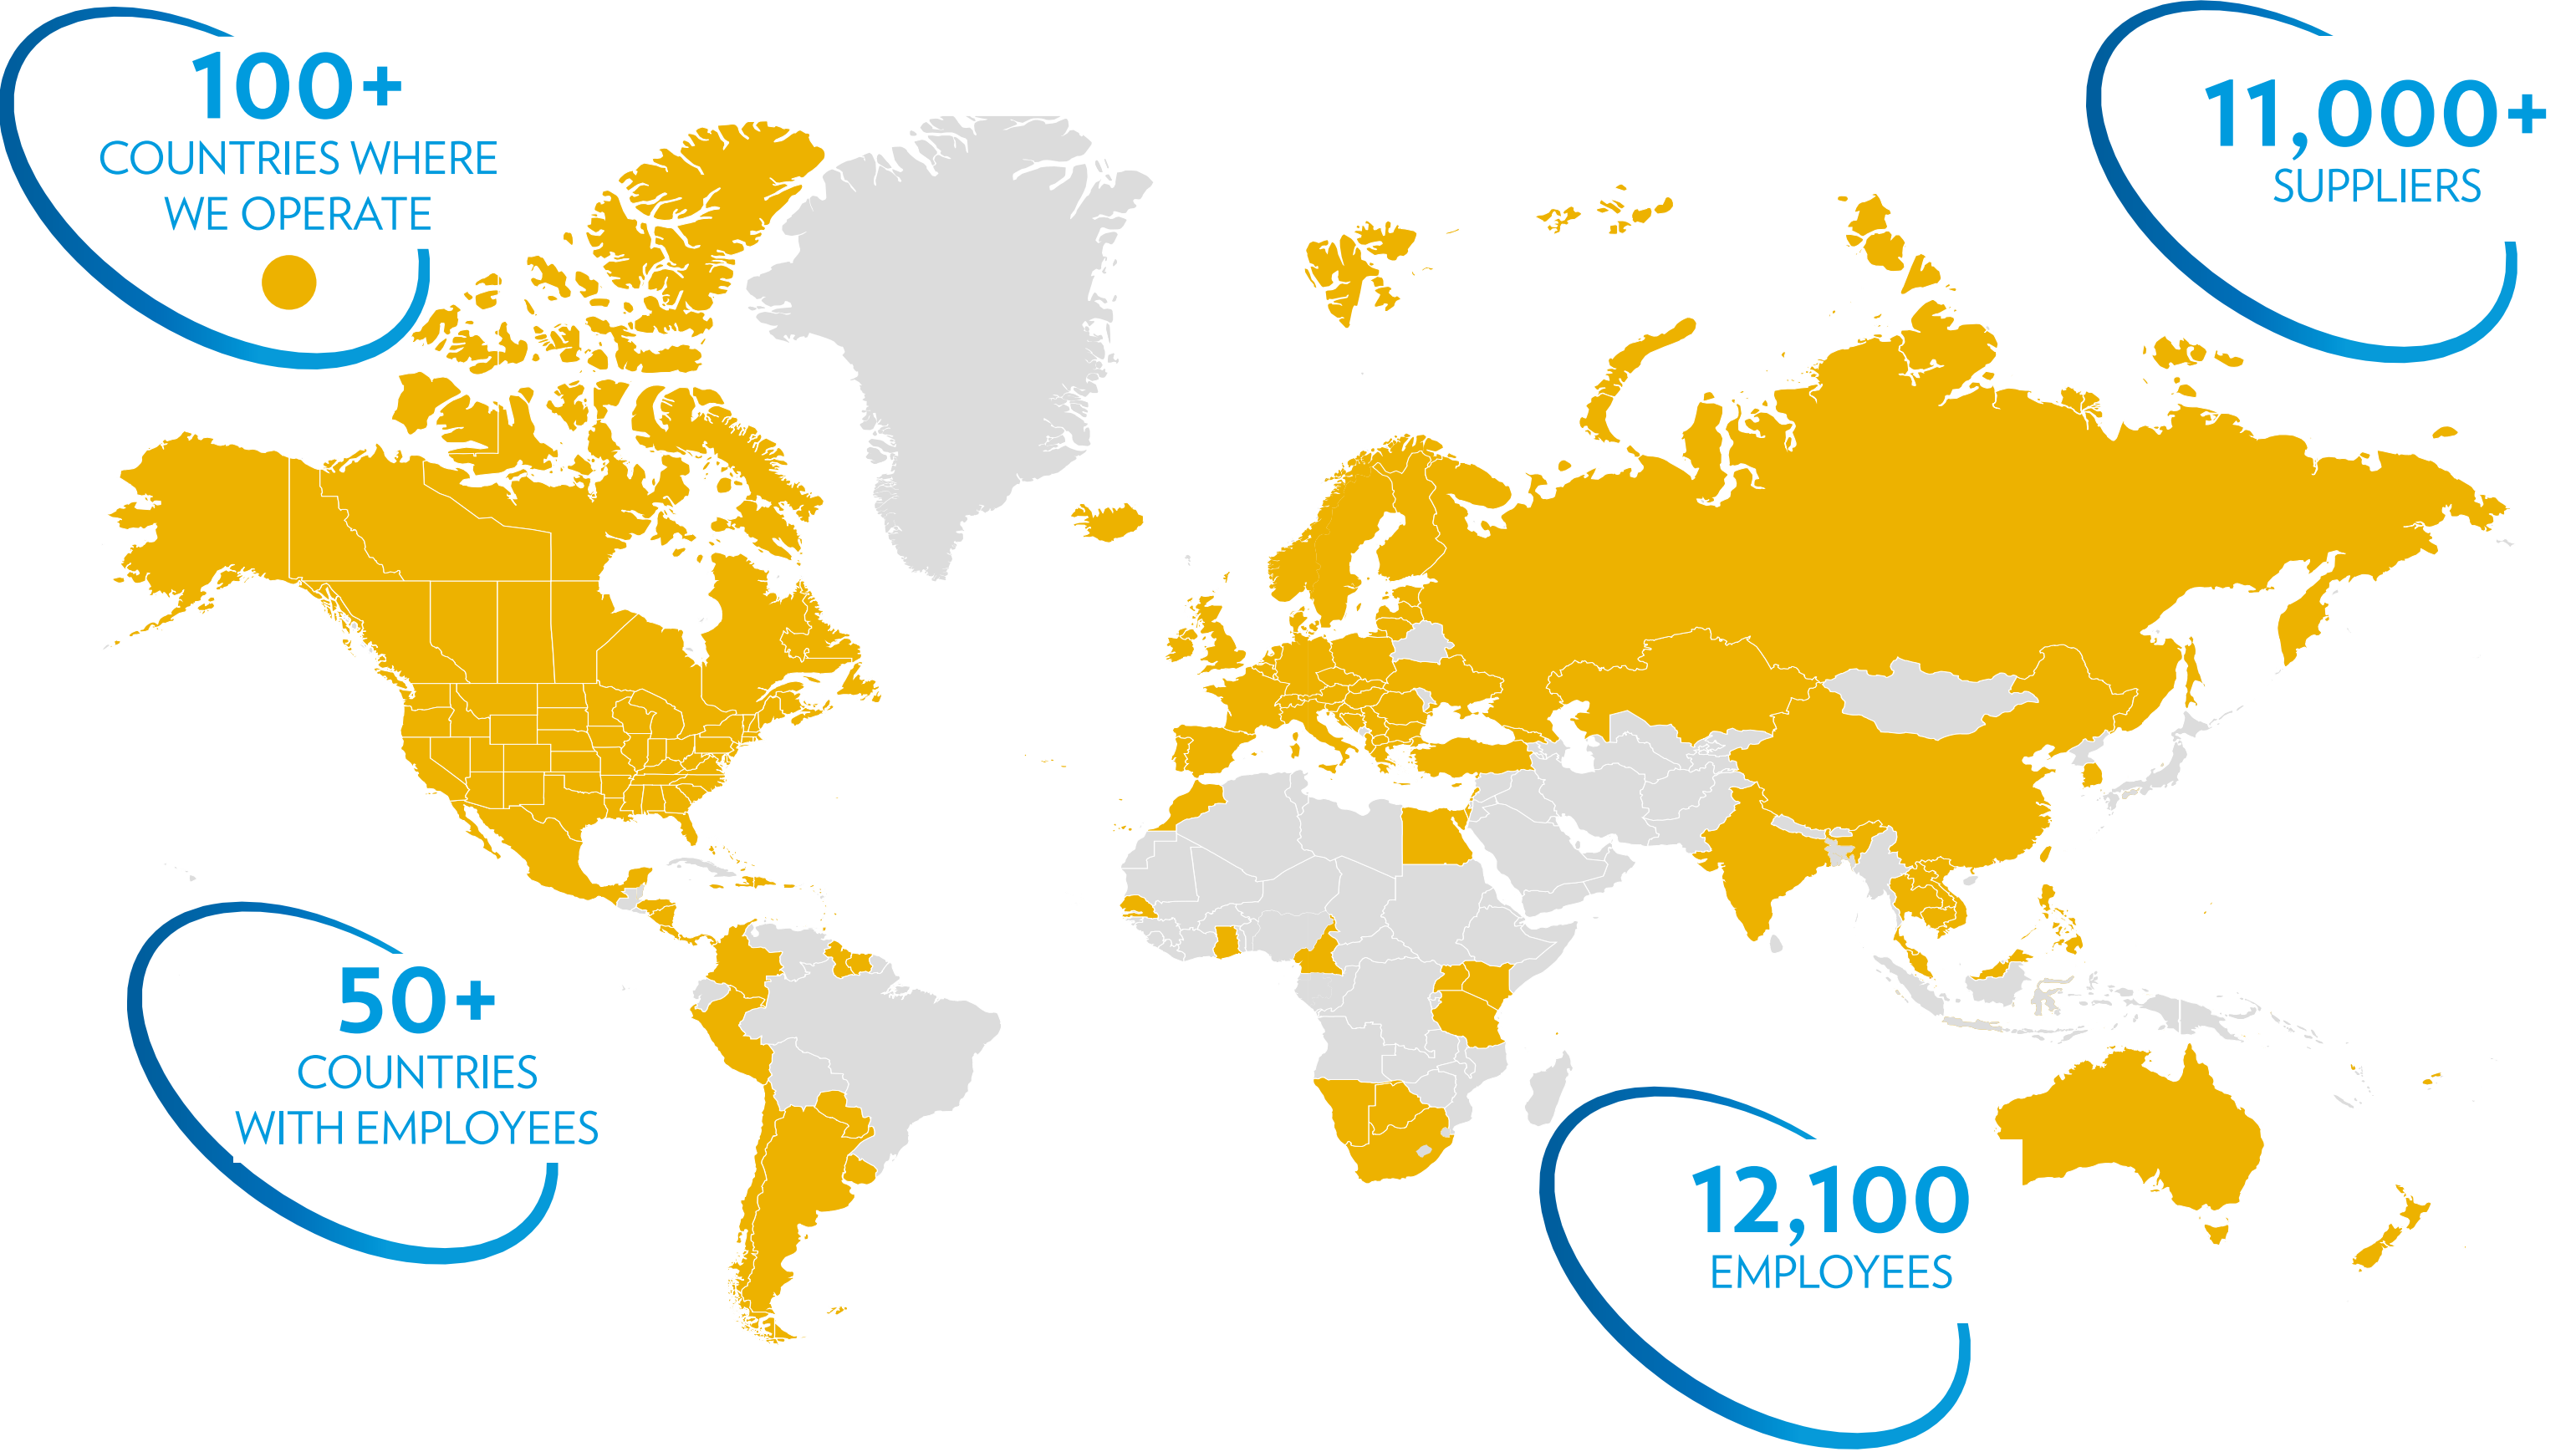 100+
COUNTRIES WHERE
WE OPERATE
11,000+
SUPPLIERS
50+
COUNTRIES
WITH EMPLOYEES
12,100
EMPLOYEES